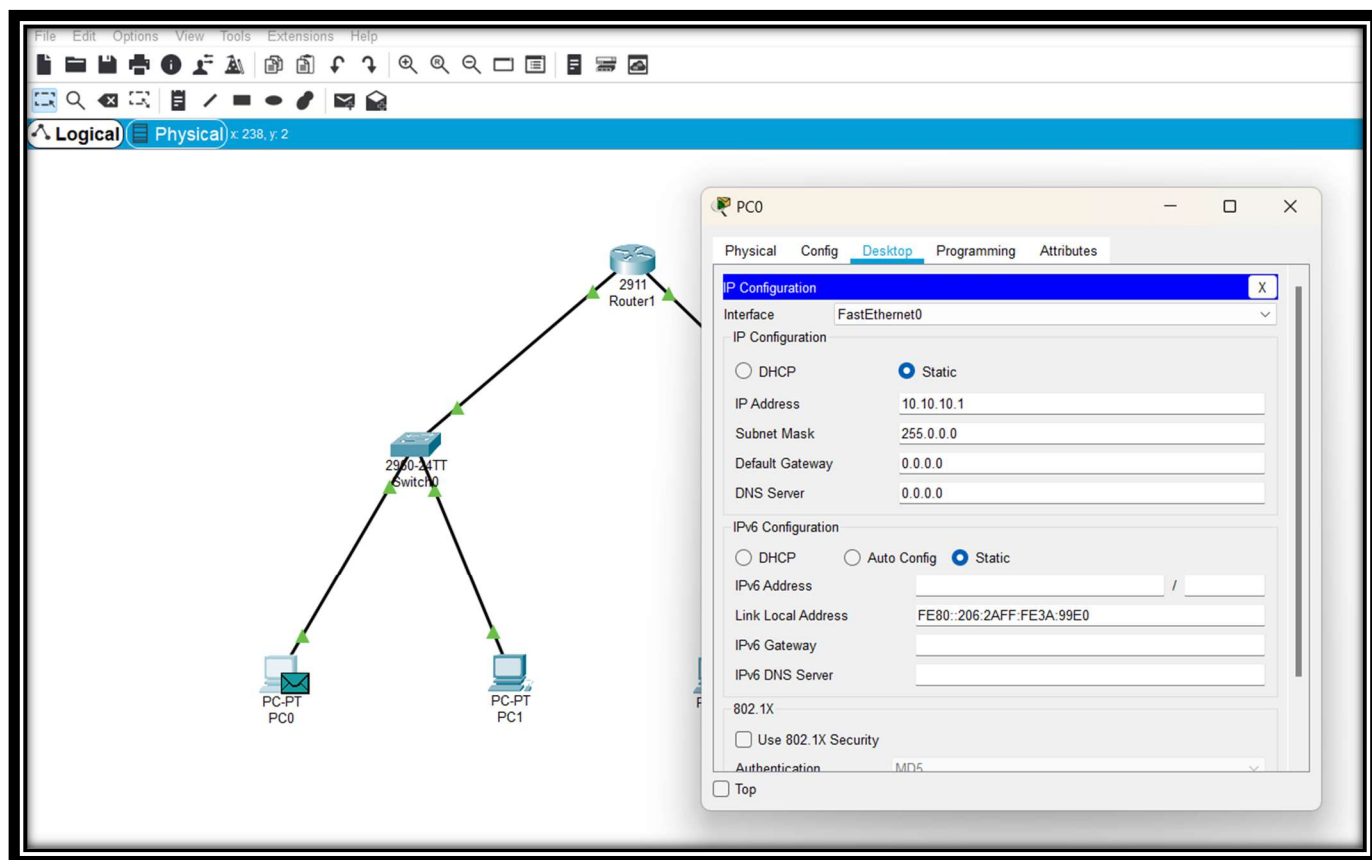 File Edit Options View Tools Extensions Help
Logical Physical x: 238, y: 2
2911
Router1
2960-24TT
Switch0
PC-PT
PC0
PC-PT
PC1
P
PC0
Physical Config Desktop Programming Attributes
IP Configuration X
Interface FastEthernet0
IP Configuration
DHCP Static
IP Address 10.10.10.1
Subnet Mask 255.0.0.0
Default Gateway 0.0.0.0
DNS Server 0.0.0.0
IPv6 Configuration
DHCP Auto Config Static
IPv6 Address /
Link Local Address FE80::206:2AFF:FE3A:99E0
IPv6 Gateway
IPv6 DNS Server
802.1X
Use 802.1X Security
Authentication MD5
Top